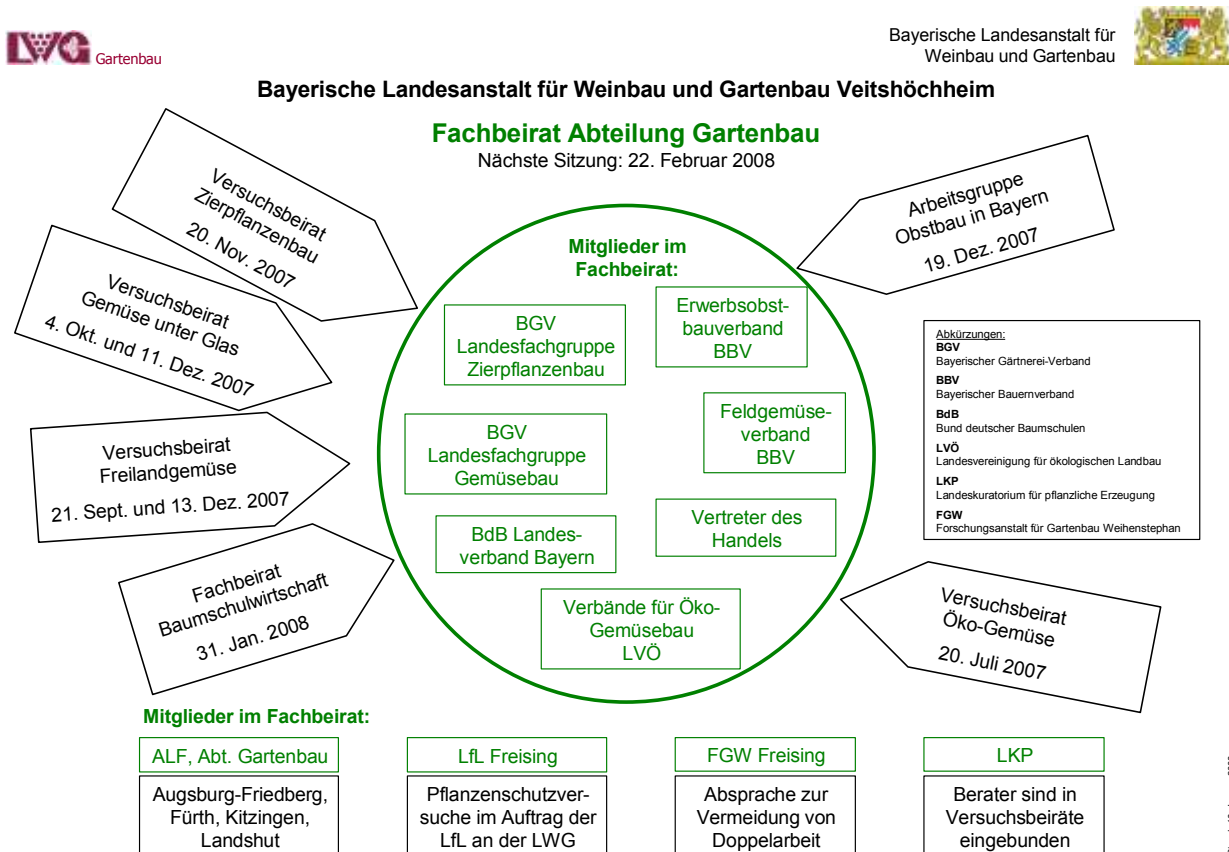 LWG Gartenbau
Bayerische Landesanstalt für
Weinbau und Gartenbau
Bayerische Landesanstalt für Weinbau und Gartenbau Veitshöchheim
Fachbeirat Abteilung Gartenbau
Nächste Sitzung: 22. Februar 2008
Versuchsbeirat
Zierpflanzenbau
20. Nov. 2007
Versuchsbeirat
Gemüse unter Glas
4. Okt. und 11. Dez. 2007
Versuchsbeirat
Freilandgemüse
21. Sept. und 13. Dez. 2007
Fachbeirat
Baumschulwirtschaft
31. Jan. 2008
Mitglieder im
Fachbeirat:
BGV
Landesfachgruppe
Zierpflanzenbau
Erwerbsobst-
bauverband
BBV
BGV
Landesfachgruppe
Gemüsebau
Feldgemüse-
verband
BBV
BdB Landes-
verband Bayern
Vertreter des
Handels
Verbände für Öko-
Gemüsebau
LVÖ
Arbeitsgruppe
Obstbau in Bayern
19. Dez. 2007
Abkürzungen:
BGV
Bayerischer Gärtnerei-Verband
BBV
Bayerischer Bauernverband
BdB
Bund deutscher Baumschulen
LVÖ
Landesvereinigung für ökologischen Landbau
LKP
Landeskuratorium für pflanzliche Erzeugung
FGW
Forschungsanstalt für Gartenbau Weihenstephan
Versuchsbeirat
Öko-Gemüse
20. Juli 2007
Mitglieder im Fachbeirat:
ALF, Abt. Gartenbau
Augsburg-Friedberg,
Fürth, Kitzingen,
Landshut
LfL Freising
Pflanzenschutzver-
suche im Auftrag der
LfL an der LWG
FGW Freising
Absprache zur
Vermeidung von
Doppelarbeit
LKP
Berater sind in
Versuchsbeiräte
eingebunden